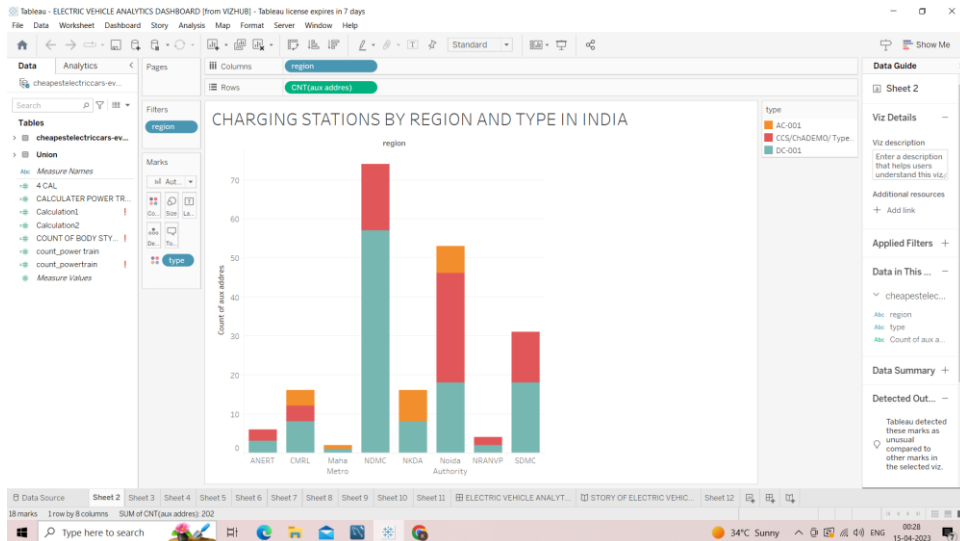 Tableau - ELECTRIC VEHICLE ANALYTICS DASHBOARD [from VIZHUB] - Tableau license expires in 7 days
File Data Worksheet Dashboard Story Analysis Map Format Server Window Help
Standard
Show Me
Data Analytics
cheapestelectriccars-ev...
Search
Tables
cheapestelectriccars-ev...
Union
Abc Measure Names
4 CAL
CALCULATER POWER TR...
Calculation1 !
Calculation2
COUNT OF BODY STY... !
count_power train
count_powertrain !
Measure Values
Pages
Filters
region
Marks
Aut...
Co... Size La...
De... To...
type
Columns region
Rows CNT(aux addres)
CHARGING STATIONS BY REGION AND TYPE IN INDIA
region
Count of aux addres
70
60
50
40
30
20
10
0
ANERT CMRL Maha Metro NDMC NKDA Noida Authority NRANVP SDMC
type
AC-001
CCS/ChAdEMO/ Type...
DC-001
Data Guide
Sheet 2
Viz Details
Viz description
Enter a description
that helps users
understand this viz.
Additional resources
+ Add link
Applied Filters +
Data in This ...
cheapestelec...
Abc region
Abc type
Abc Count of aux a...
Data Summary +
Detected Out...
Tableau detected
these marks as
unusual
compared to
other marks in
the selected viz.
Data Source Sheet 2 Sheet 3 Sheet 4 Sheet 5 Sheet 6 Sheet 7 Sheet 8 Sheet 9 Sheet 10 Sheet 11 ELECTRIC VEHICLE ANALYT... STORY OF ELECTRIC VEHIC... Sheet 12
18 marks 1 row by 8 columns SUM of CNT(aux addres): 202
Type here to search
34°C Sunny
ENG
00:28
15-04-2023